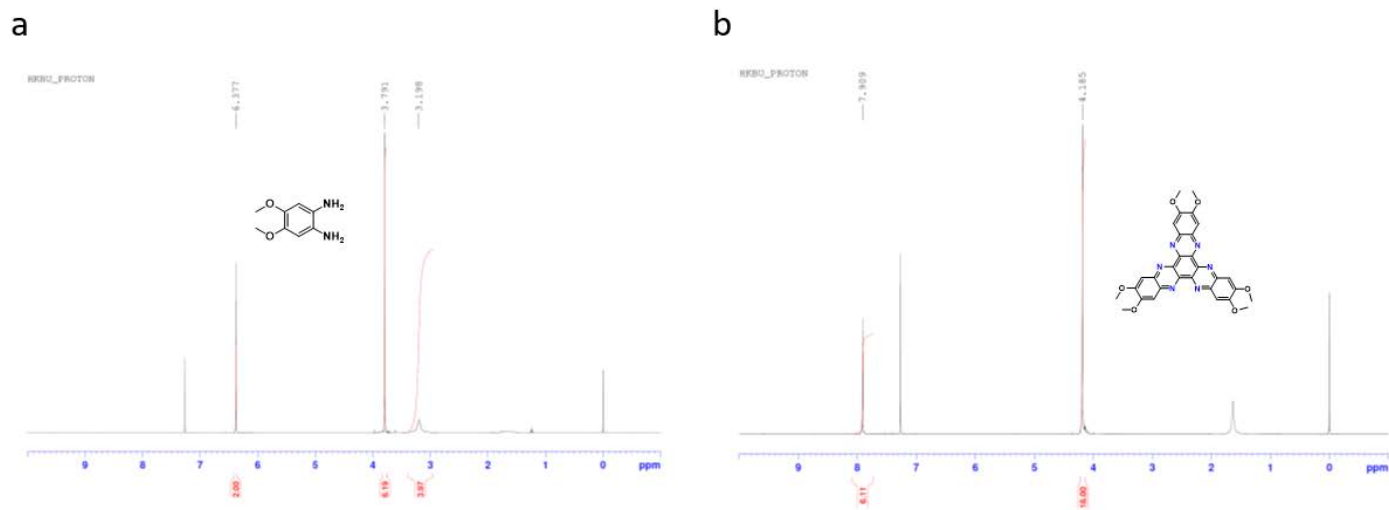 a
HKBU_PROTON
6.377
3.791
3.198
O
NH₂
O
NH₂
9 8 7 6 5 4 3 2 1 0 ppm
2.00
6.19
3.97
b
HKBU_PROTON
7.909
4.185
O O
N N
N N
O O
O N N O
9 8 7 6 5 4 3 2 1 0 ppm
6.11
18.00